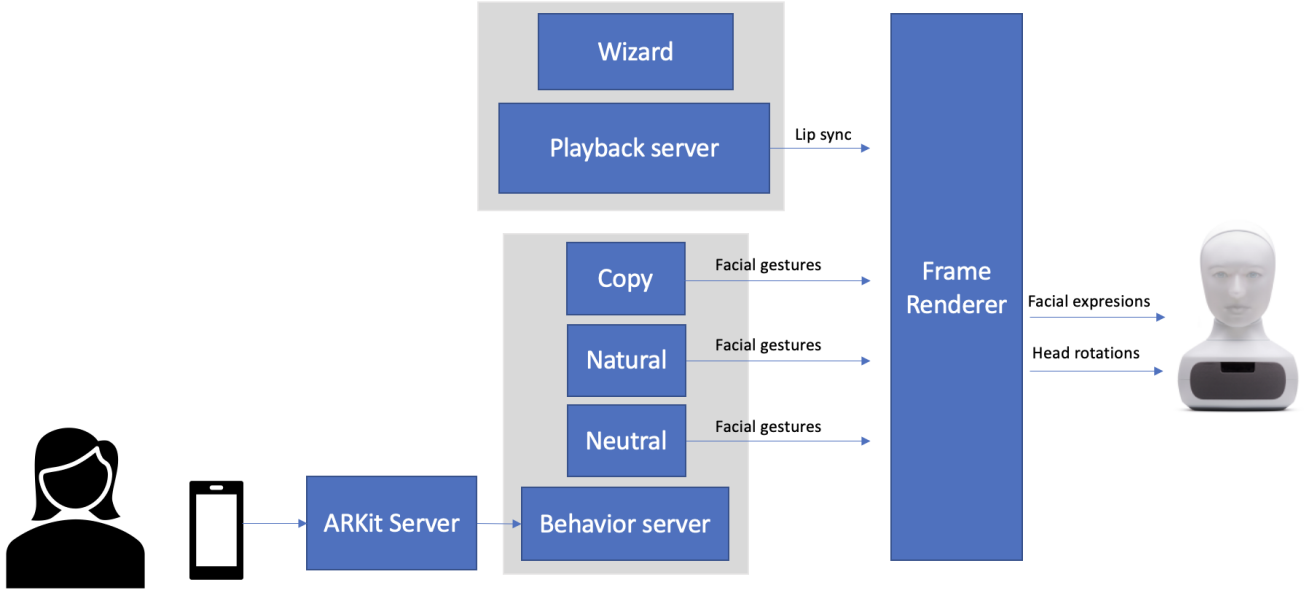 Wizard
Playback server
Lip sync
Copy
Facial gestures
Natural
Facial gestures
Neutral
Facial gestures
ARKit Server
Behavior server
Frame
Renderer
Facial expresions
Head rotations